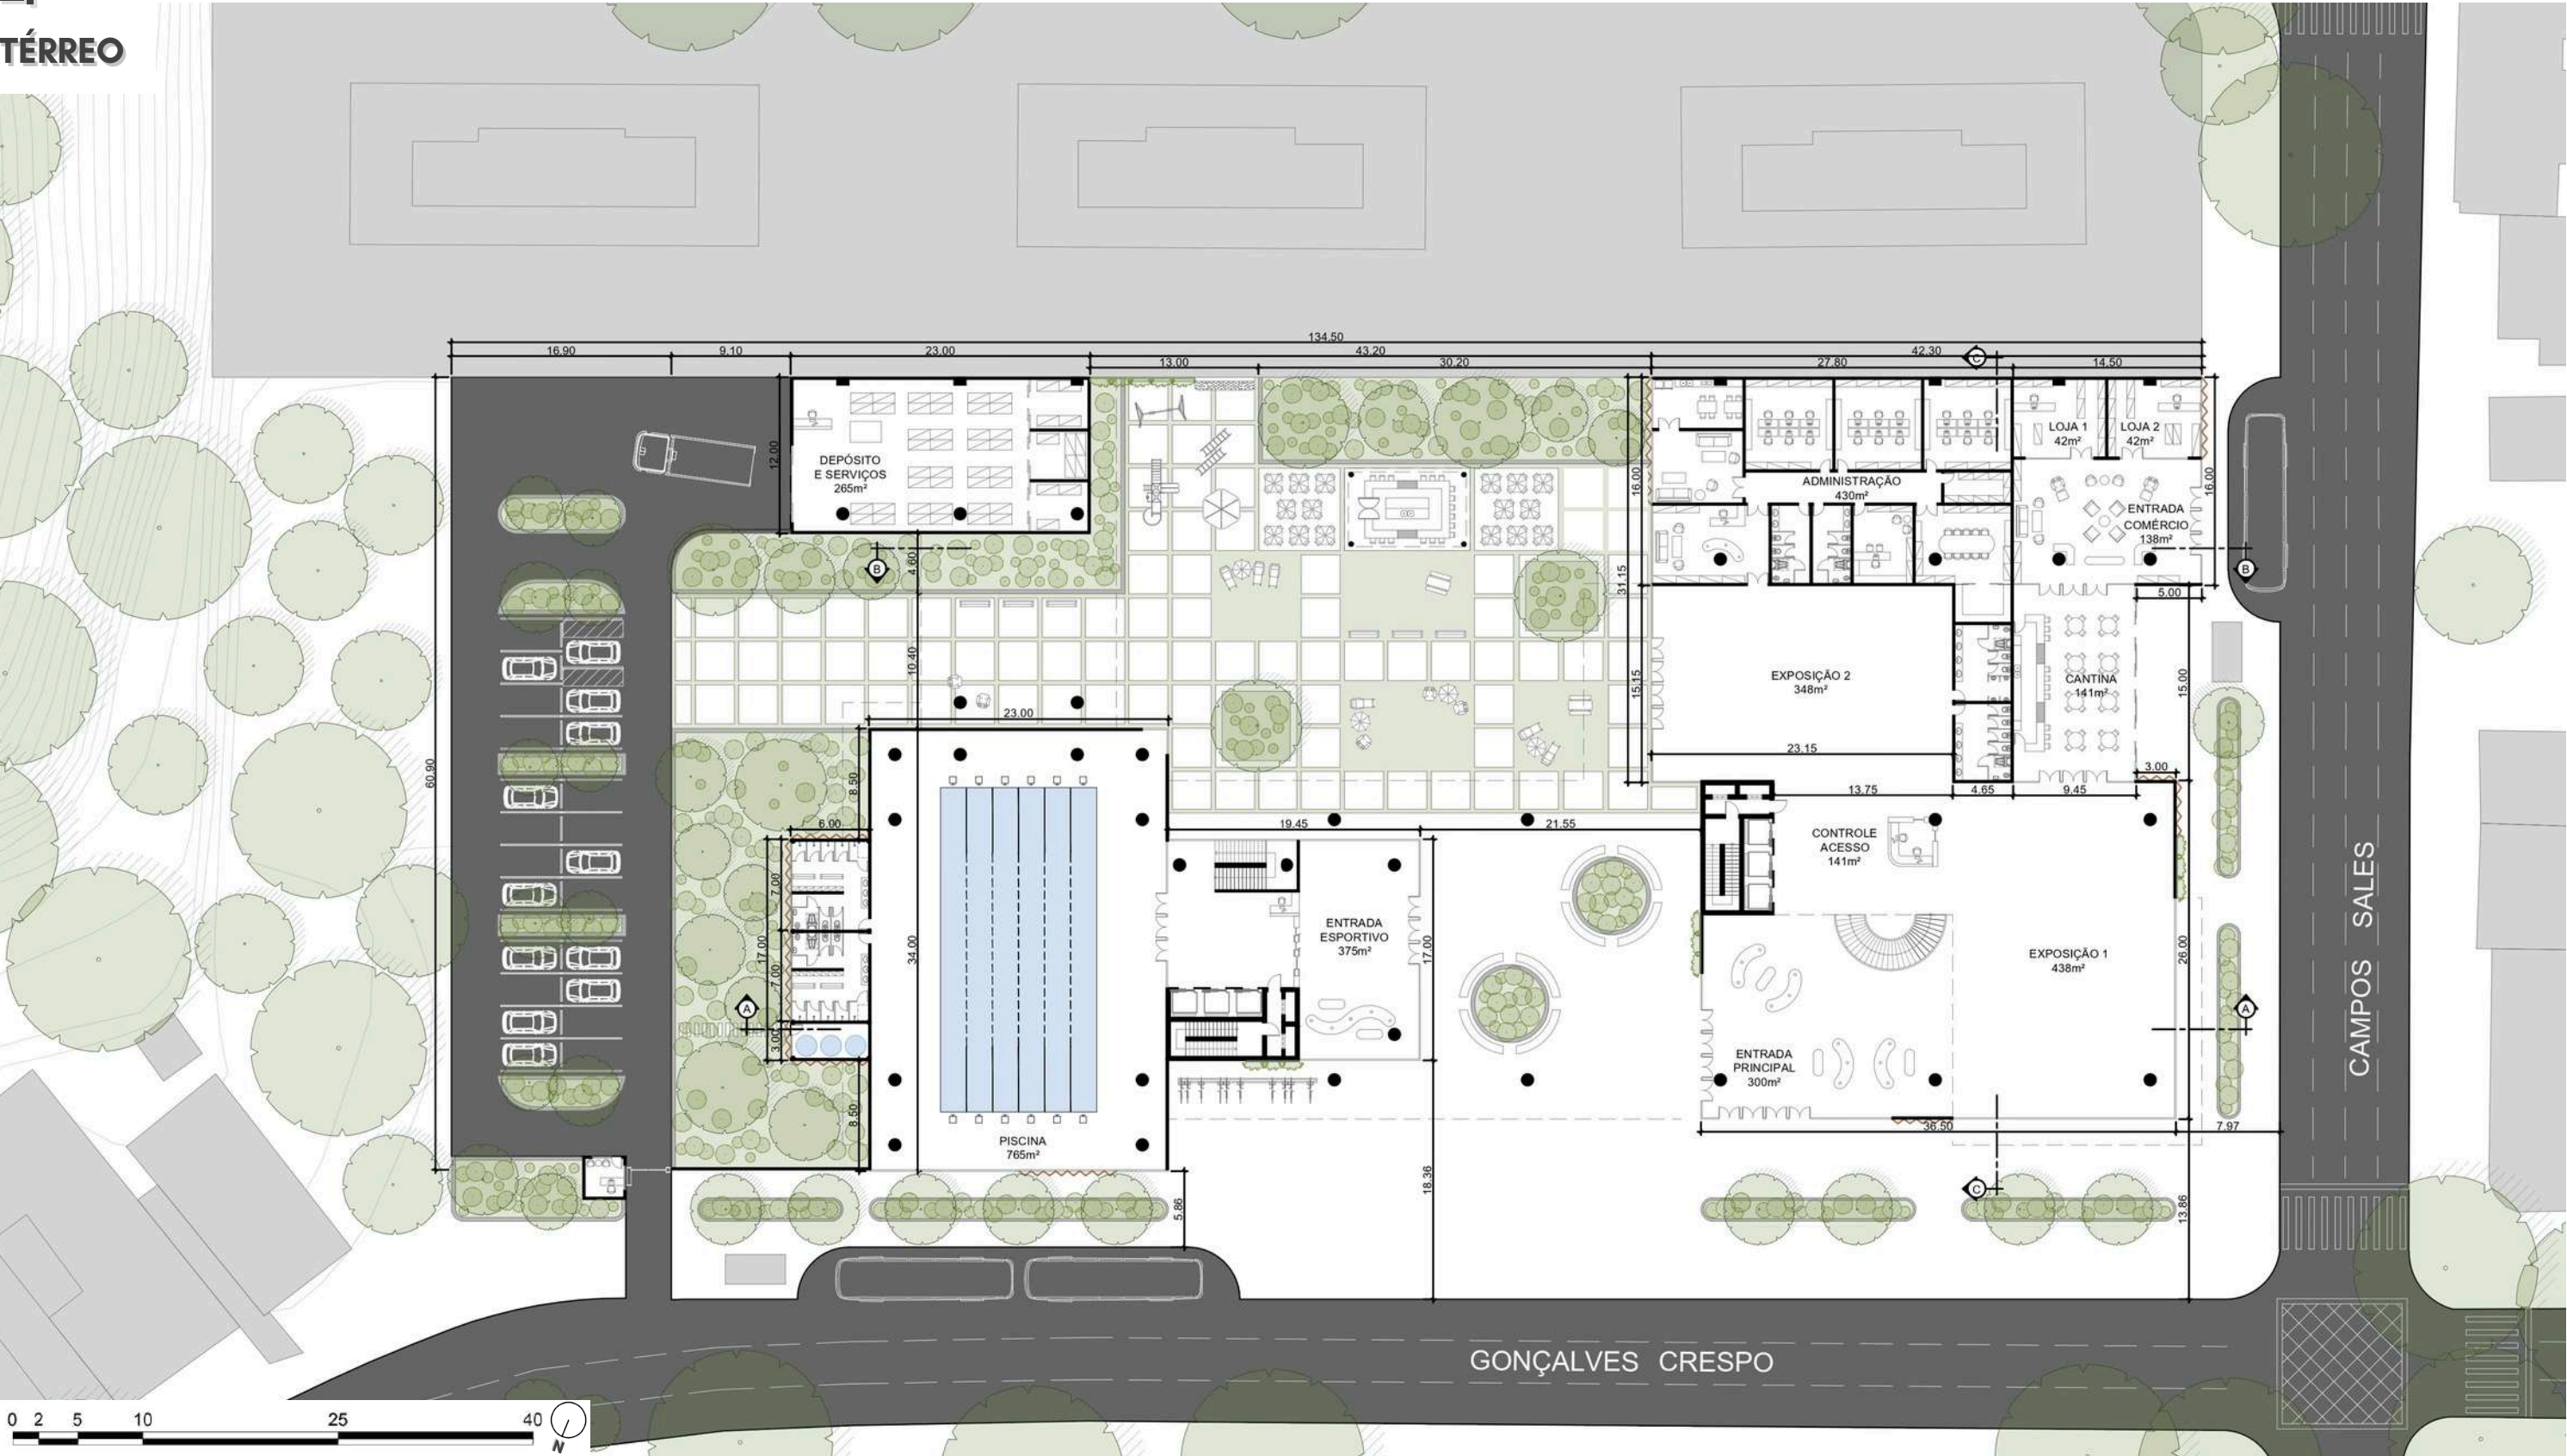 TÉRREO
134.50
16.90
9.10
23.00
43.20
42.30
13.00
30.20
27.80
14.50
12.00
DEPÓSITO
E SERVIÇOS
265m²
16.00
LOJA 1
42m²
LOJA 2
42m²
ADMINISTRAÇÃO
430m²
ENTRADA
COMÉRCIO
138m²
16.00
4.60
B
B
C
31.15
5.00
10.40
15.15
EXPOSIÇÃO 2
348m²
CANTINA
141m²
15.00
23.00
23.15
60.90
8.50
3.00
13.75
4.65
9.45
6.00
19.45
21.55
CONTROLE
ACESSO
141m²
7.00
17.00
34.00
ENTRADA
ESPORTIVO
375m²
17.00
EXPOSIÇÃO 1
438m²
26.00
7.00
A
A
3.00
ENTRADA
PRINCIPAL
300m²
8.50
PISCINA
765m²
36.50
7.97
18.36
5.86
C
13.86
CAMPOS SALES
GONÇALVES CRESPO
0 2 5 10 25 40
N